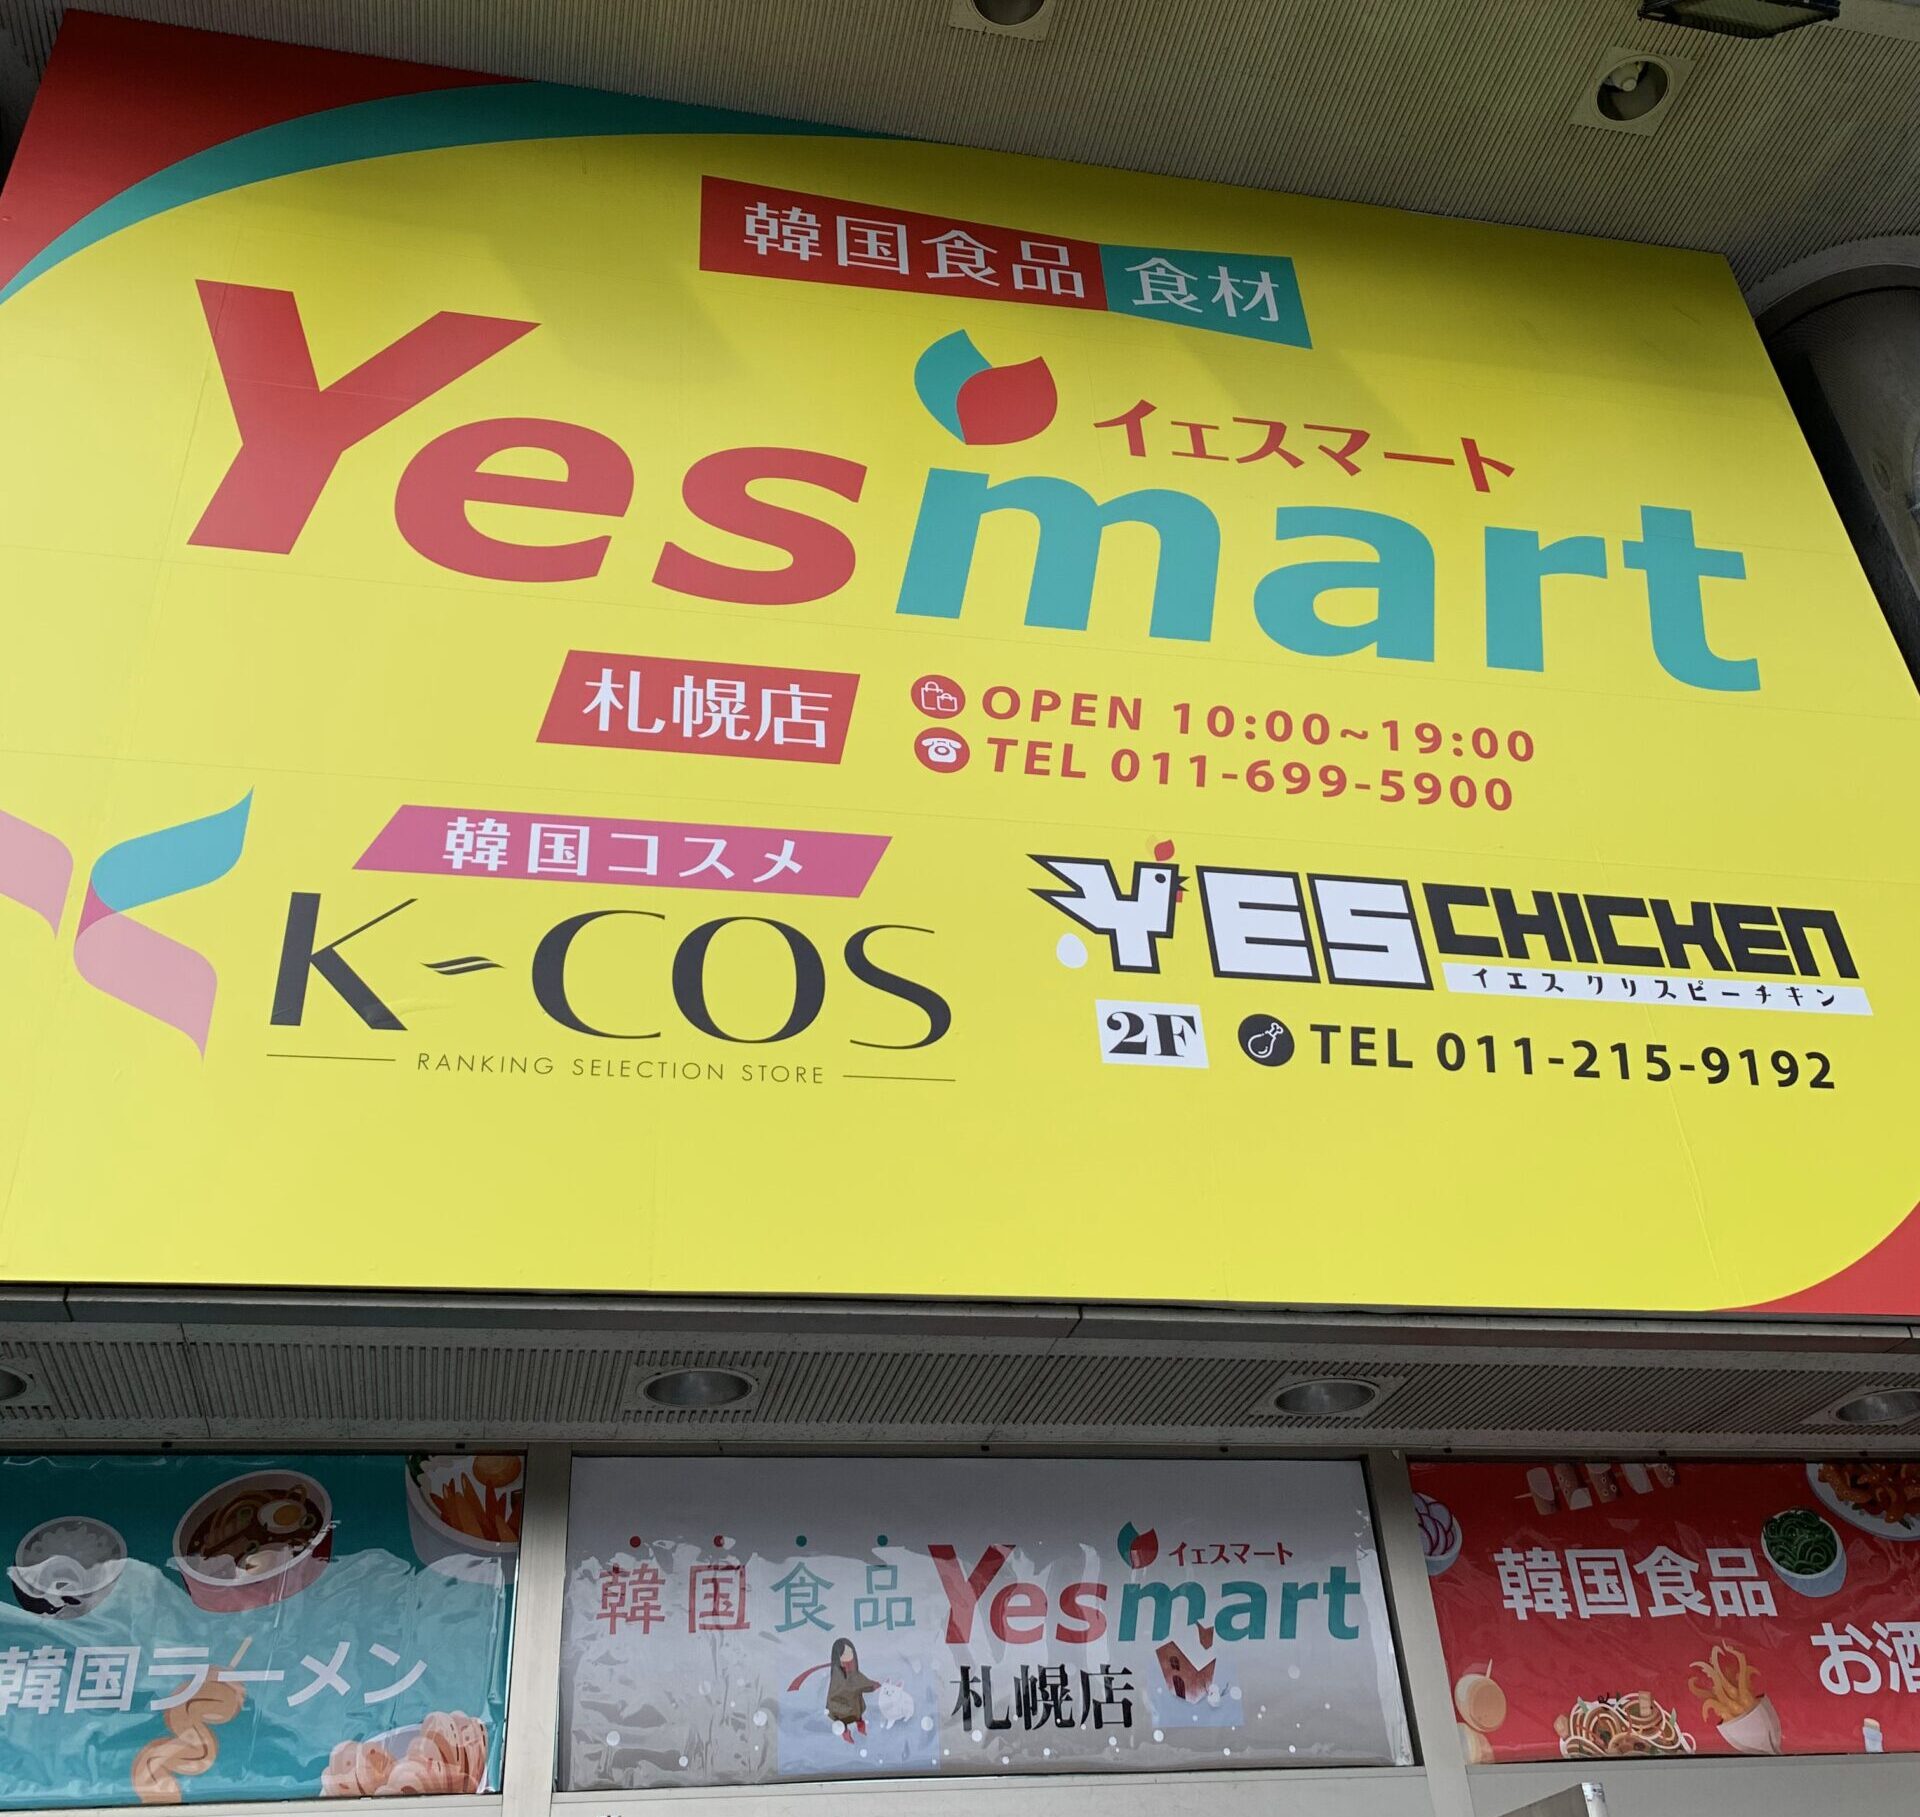 韓国食品 食材
イエスマート
Yesmart
札幌店
OPEN 10:00~19:00
TEL 011-699-5900
韓国コスメ
K-COS
RANKING SELECTION STORE
YES CHICKEN
イエス クリスピーチキン
2F TEL 011-215-9192
韓国ラーメン
韓国食品 Yesmart イエスマート
札幌店
韓国食品
お酒